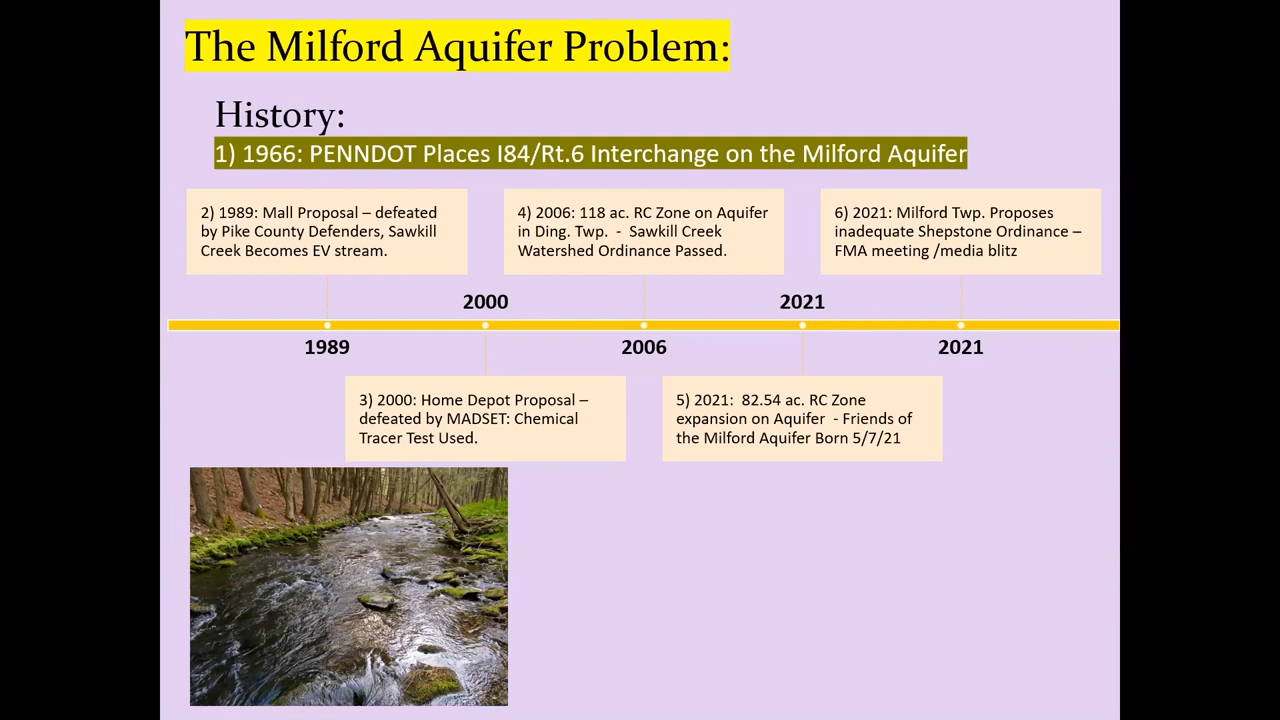 The Milford Aquifer Problem:
History:
1) 1966: PENNDOT Places I84/Rt.6 Interchange on the Milford Aquifer
2) 1989: Mall Proposal – defeated
by Pike County Defenders, Sawkill
Creek Becomes EV stream.
4) 2006: 118 ac. RC Zone on Aquifer
in Ding. Twp.  -  Sawkill Creek
Watershed Ordinance Passed.
6) 2021: Milford Twp. Proposes
inadequate Shepstone Ordinance –
FMA meeting /media blitz
2000
2021
1989
2006
2021
3) 2000: Home Depot Proposal –
defeated by MADSET: Chemical
Tracer Test Used.
5) 2021:  82.54 ac. RC Zone
expansion on Aquifer  - Friends of
the Milford Aquifer Born 5/7/21